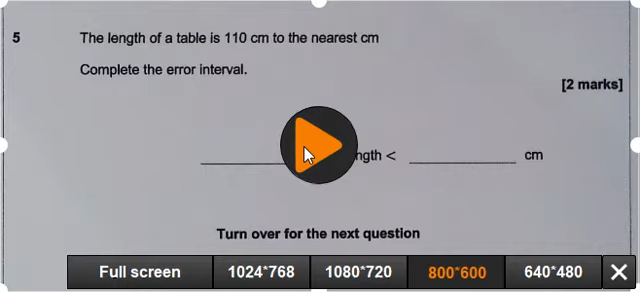 5 The length of a table is 110 cm to the nearest cm
Complete the error interval.
[2 marks]
ngth < cm
Turn over for the next question
Full screen 1024*768 1080*720 800*600 640*480